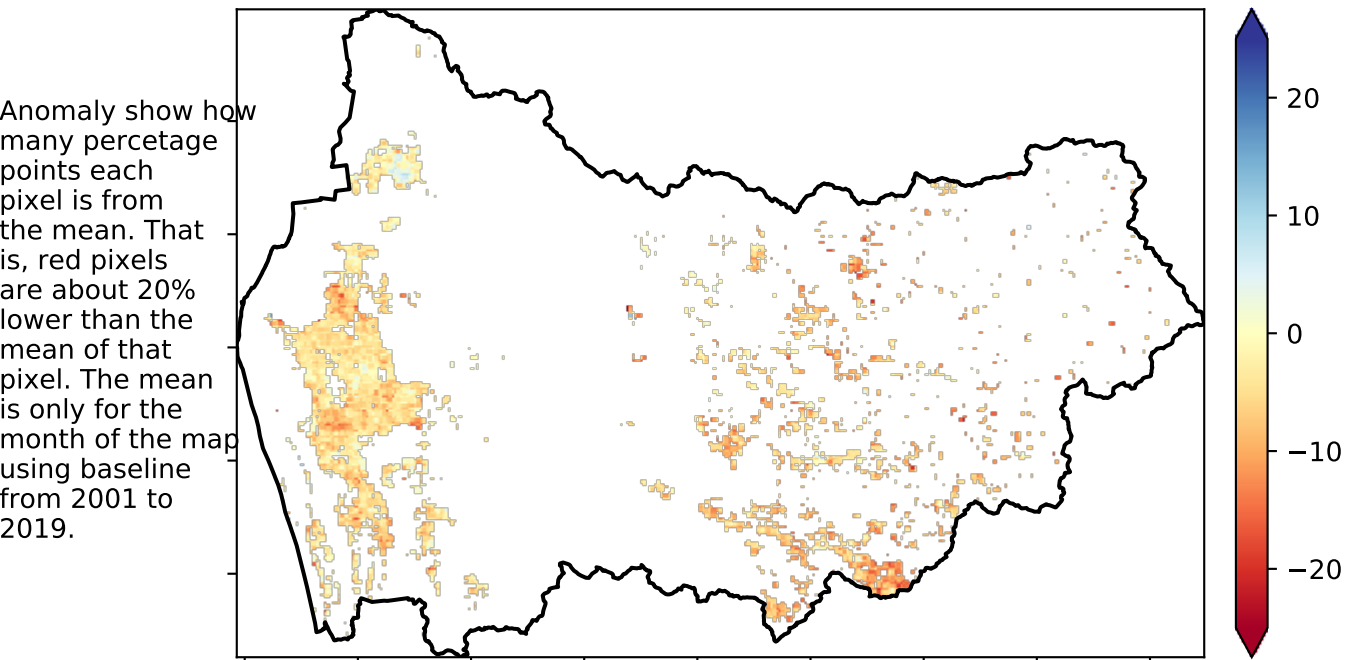 Anomaly show how
many percetage
points each
pixel is from
the mean. That
is, red pixels
are about 20%
lower than the
mean of that
pixel. The mean
is only for the
month of the map
using baseline
from 2001 to
2019.
20
10
0
−10
−20